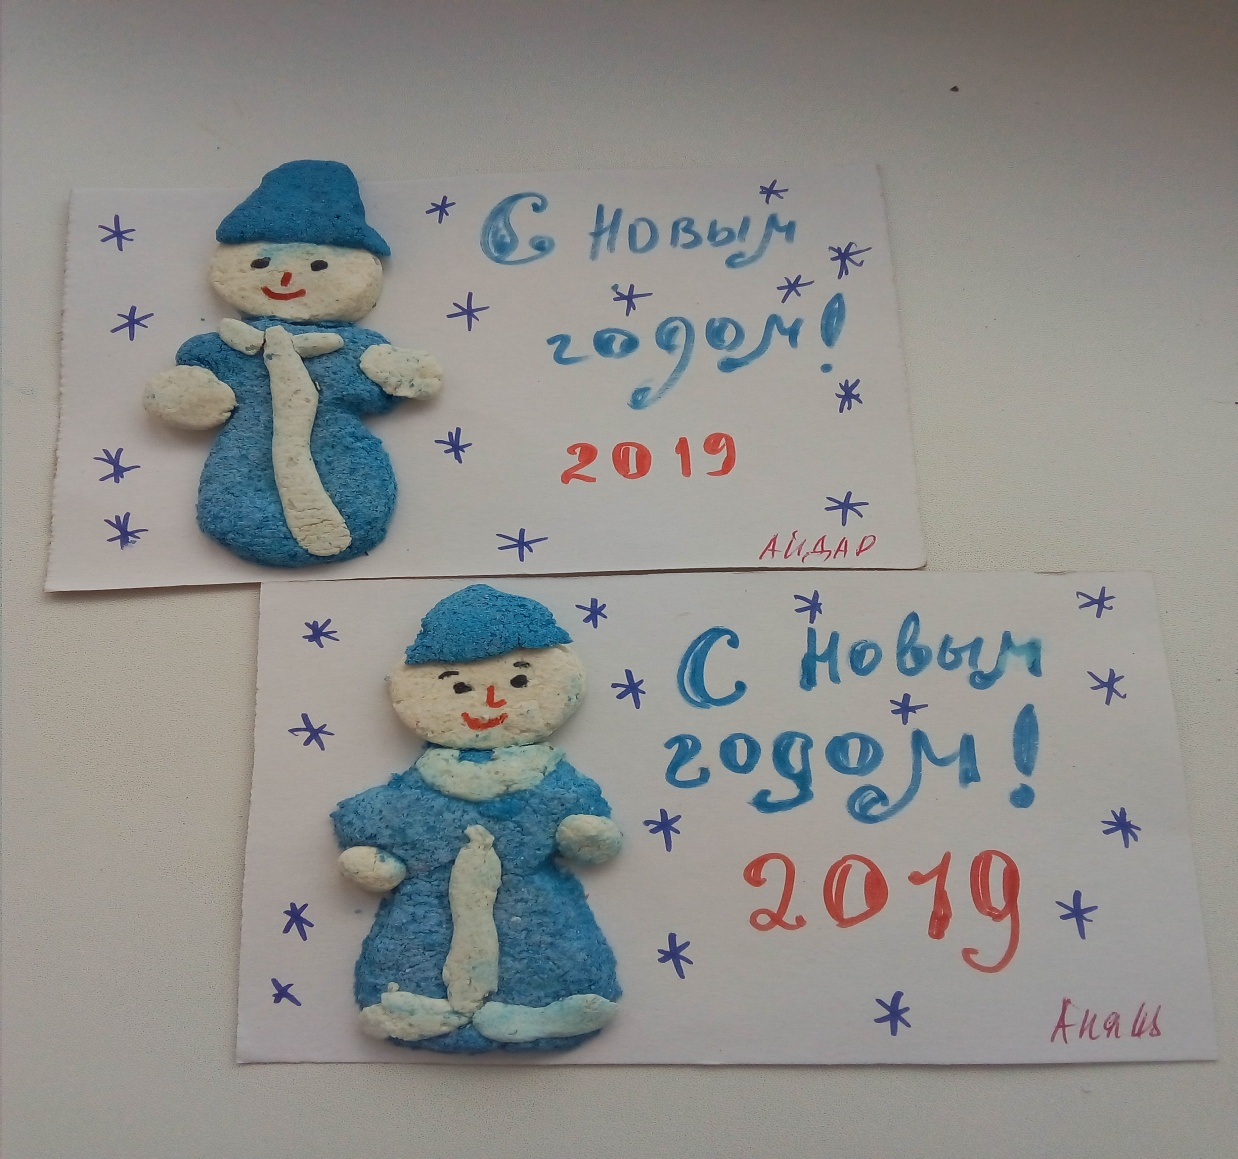 С новым
годом!
2019
АЙДАР
С Новым
годом!
2019